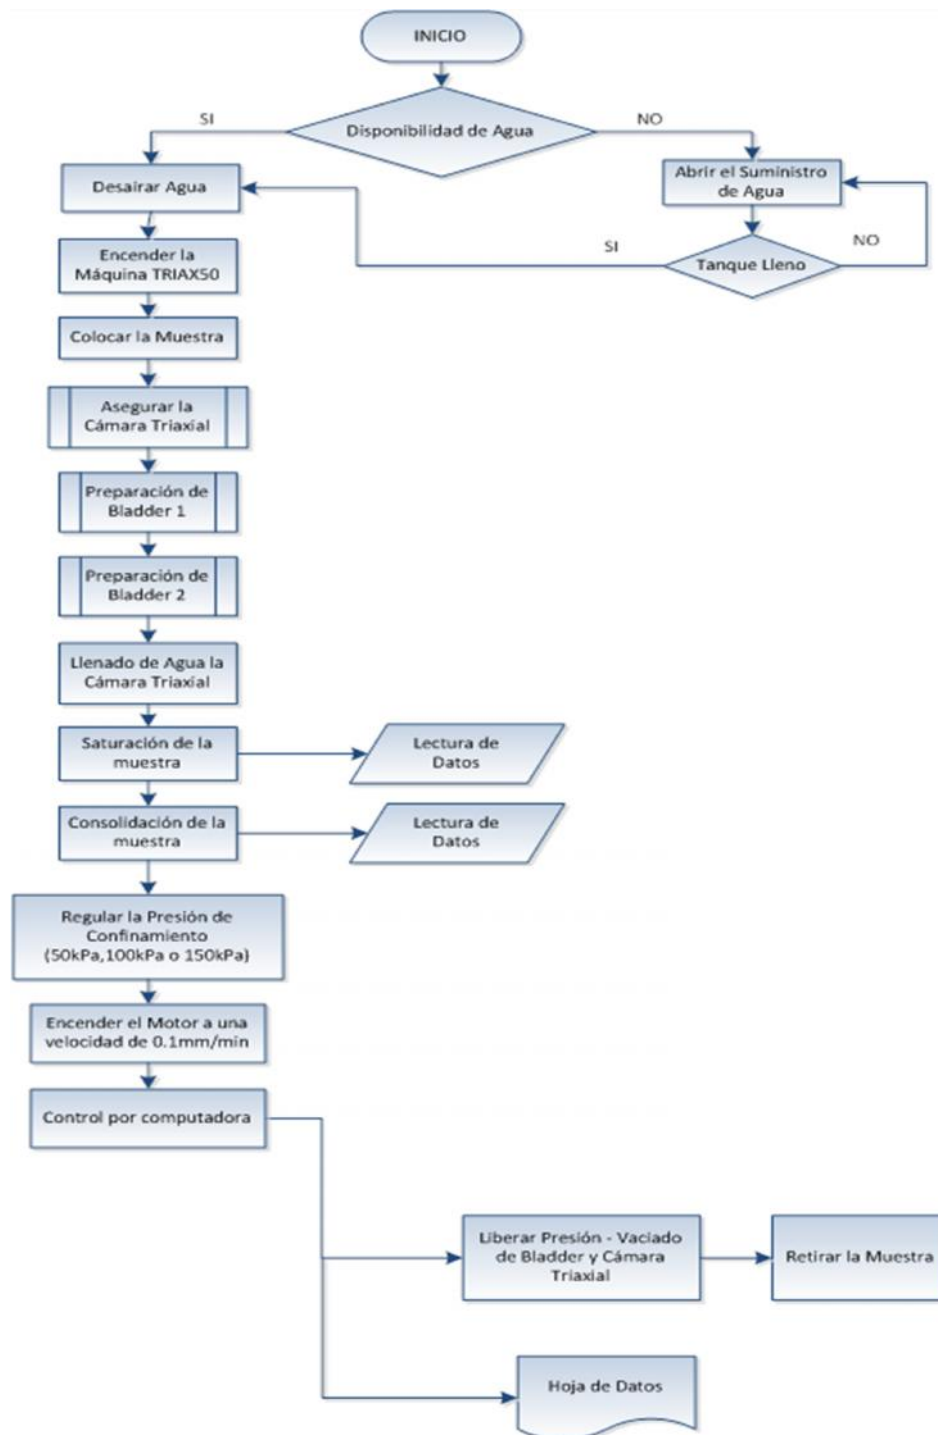 INICIO
Disponibilidad de Agua
SI
NO
Desairar Agua
Abrir el Suministro
de Agua
SI
Tanque Lleno
NO
Encender la
Máquina TRIAX50
Colocar la Muestra
Asegurar la
Cámara Triaxial
Preparación de
Bladder 1
Preparación de
Bladder 2
Llenado de Agua la
Cámara Triaxial
Saturación de la
muestra
Lectura de
Datos
Consolidación de la
muestra
Lectura de
Datos
Regular la Presión de
Confinamiento
(50kPa,100kPa o 150kPa)
Encender el Motor a una
velocidad de 0.1mm/min
Control por computadora
Liberar Presión - Vaciado
de Bladder y Cámara
Triaxial
Retirar la Muestra
Hoja de Datos